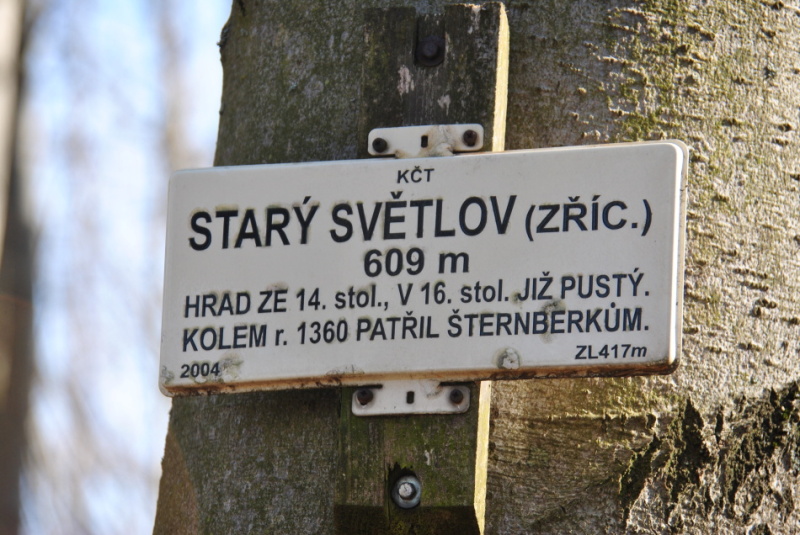 KČT
STARÝ SVĚTLOV (ZŘÍC.)
609 m
HRAD ZE 14. stol., V 16. stol. JIŽ PUSTÝ.
KOLEM r. 1360 PATŘIL ŠTERNBERKŮM.
2004 ZL417m